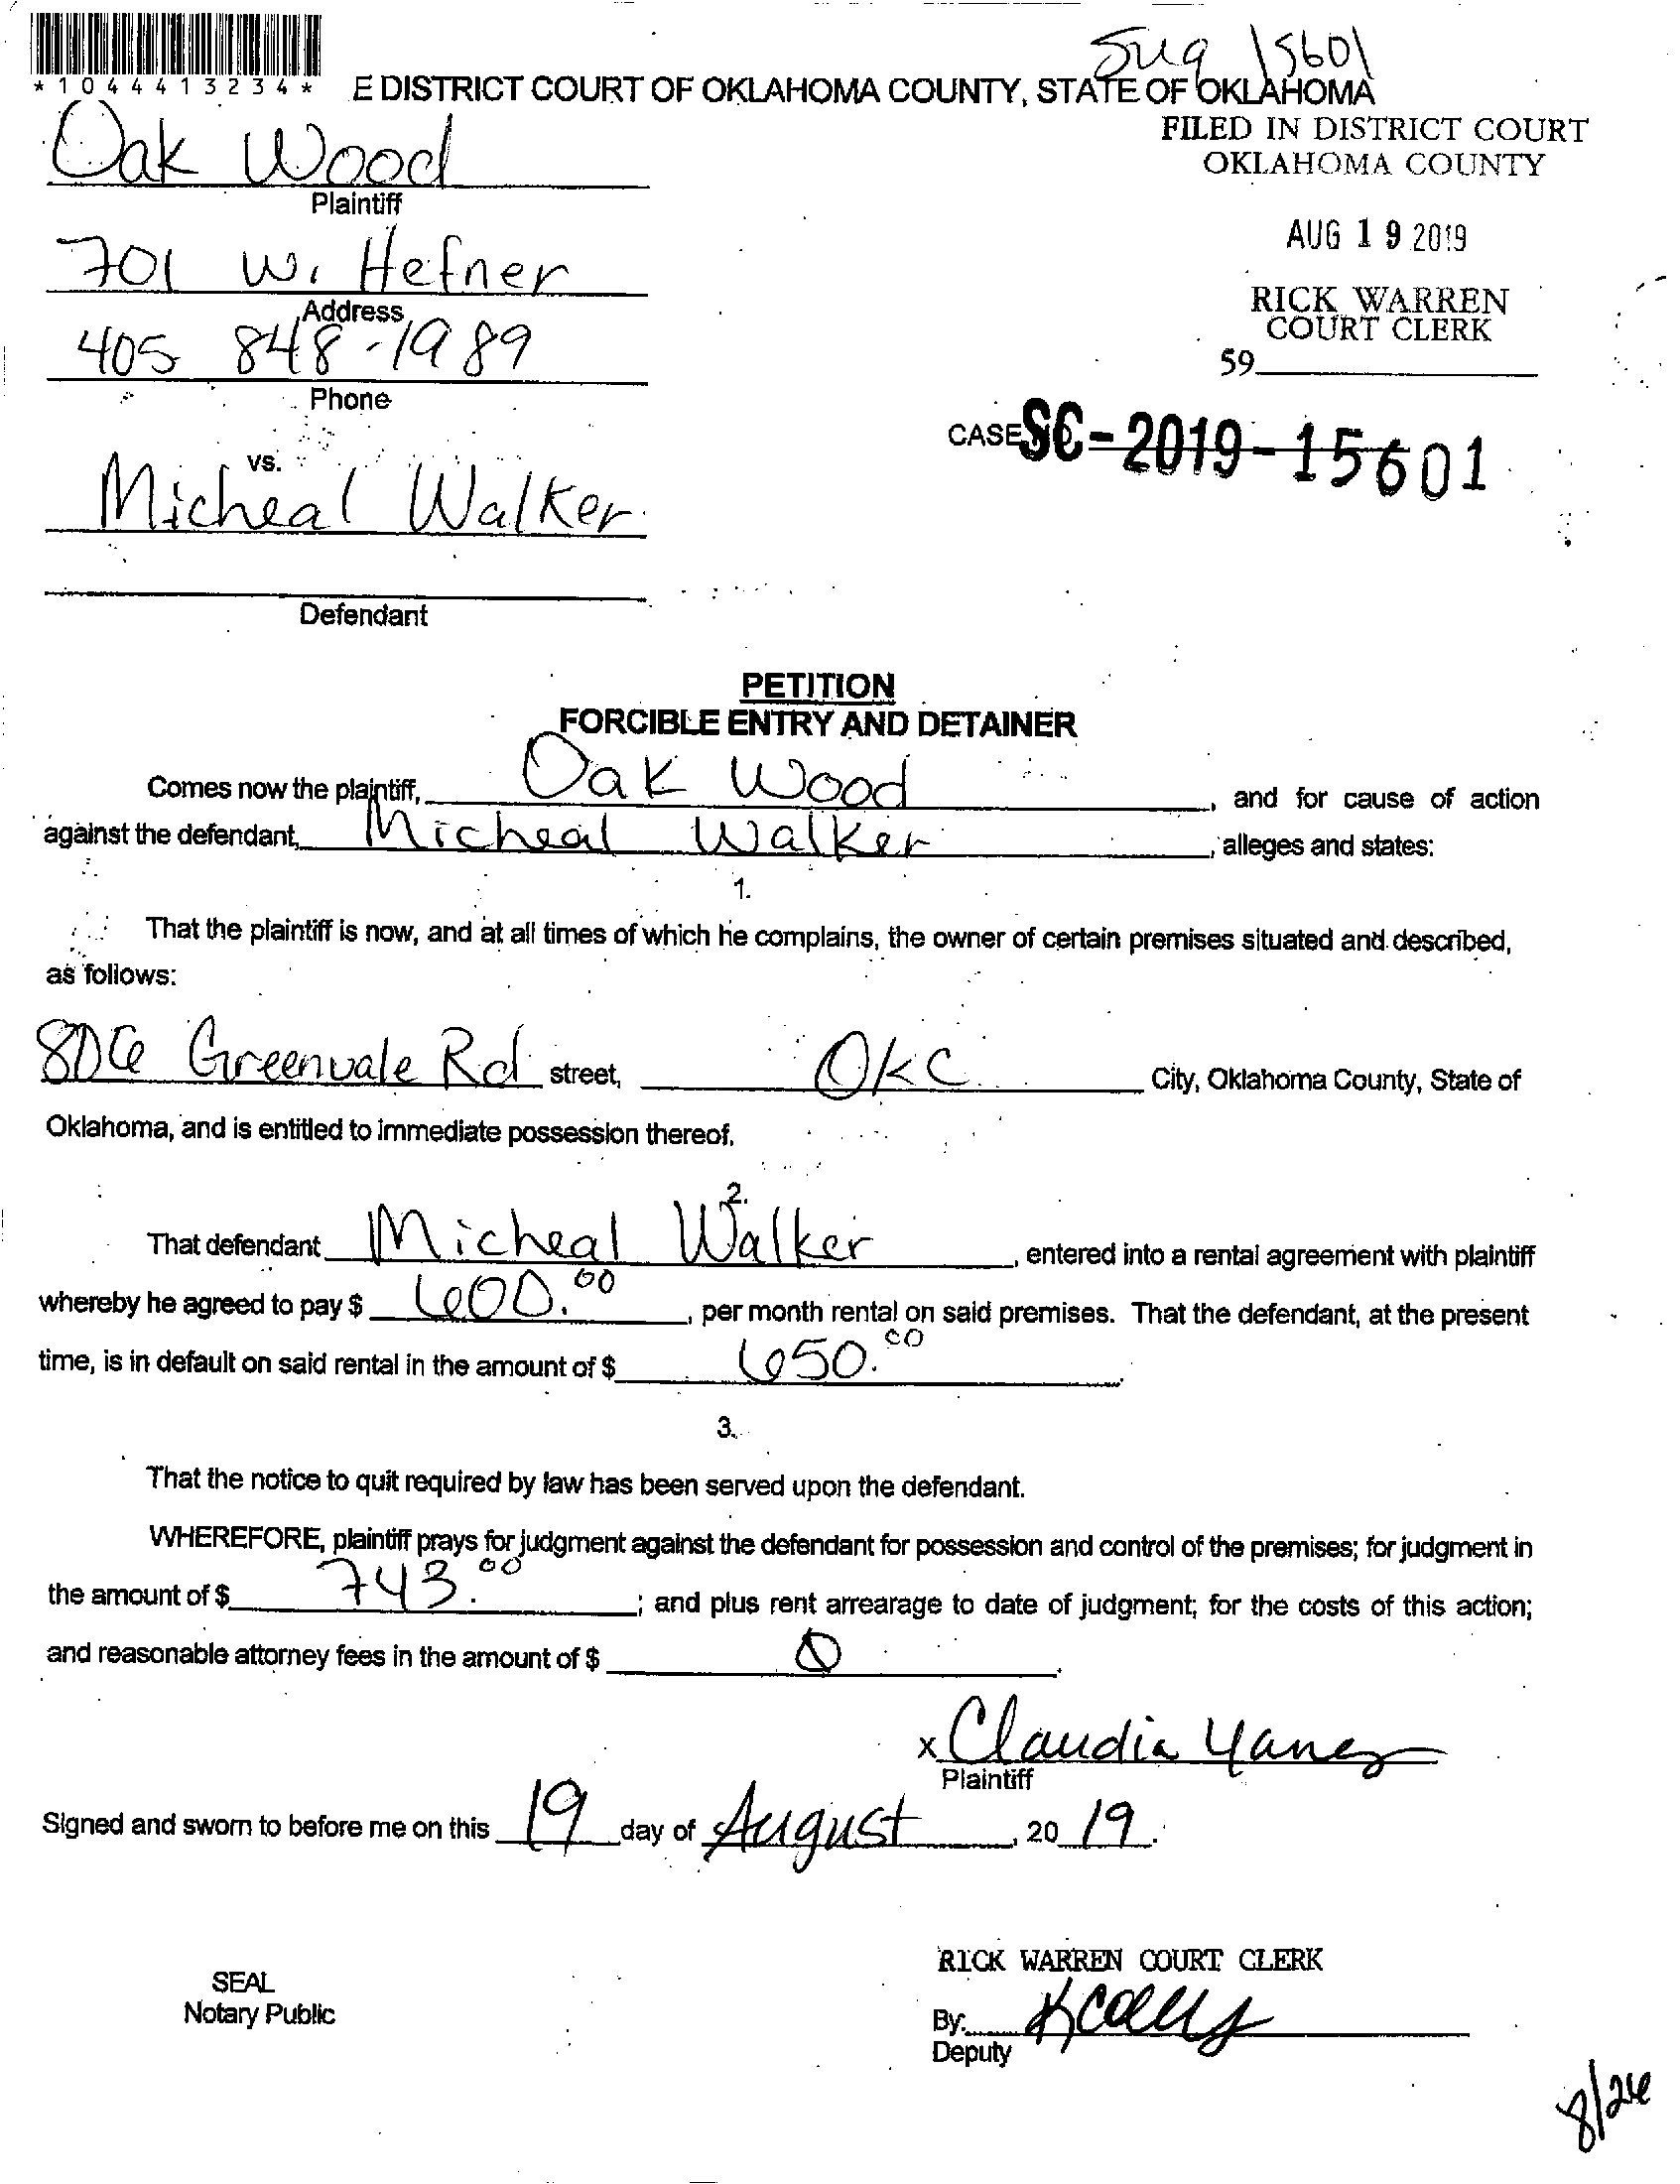 Sug 15601
*1044413234*
E DISTRICT COURT OF OKLAHOMA COUNTY, STATE OF OKLAHOMA
FILED IN DISTRICT COURT
OKLAHOMA COUNTY
Oak Wood
Plaintiff
AUG 19 2019
701 W. Hefner
Address
RICK WARREN
COURT CLERK
405 848-1989
Phone
59
CASE SC-2019-15601
vs.
Micheal Walker
Defendant
PETITION
FORCIBLE ENTRY AND DETAINER
Comes now the plaintiff, Oak Wood, and for cause of action
against the defendant, Micheal Walker, alleges and states:
1.
That the plaintiff is now, and at all times of which he complains, the owner of certain premises situated and described,
as follows:
806 Greenvale Rd street, OKC City, Oklahoma County, State of
Oklahoma, and is entitled to immediate possession thereof.
2.
That defendant Micheal Walker, entered into a rental agreement with plaintiff
whereby he agreed to pay $ 600.00, per month rental on said premises. That the defendant, at the present
time, is in default on said rental in the amount of $ 650.00.
3.
That the notice to quit required by law has been served upon the defendant.
WHEREFORE, plaintiff prays for judgment against the defendant for possession and control of the premises; for judgment in
the amount of $ 743.00; and plus rent arrearage to date of judgment; for the costs of this action;
and reasonable attorney fees in the amount of $ 0.
x Claudia Yanez
Plaintiff
Signed and sworn to before me on this 19 day of August, 2019.
RICK WARREN COURT CLERK
SEAL
Notary Public
By:
Deputy
8/26